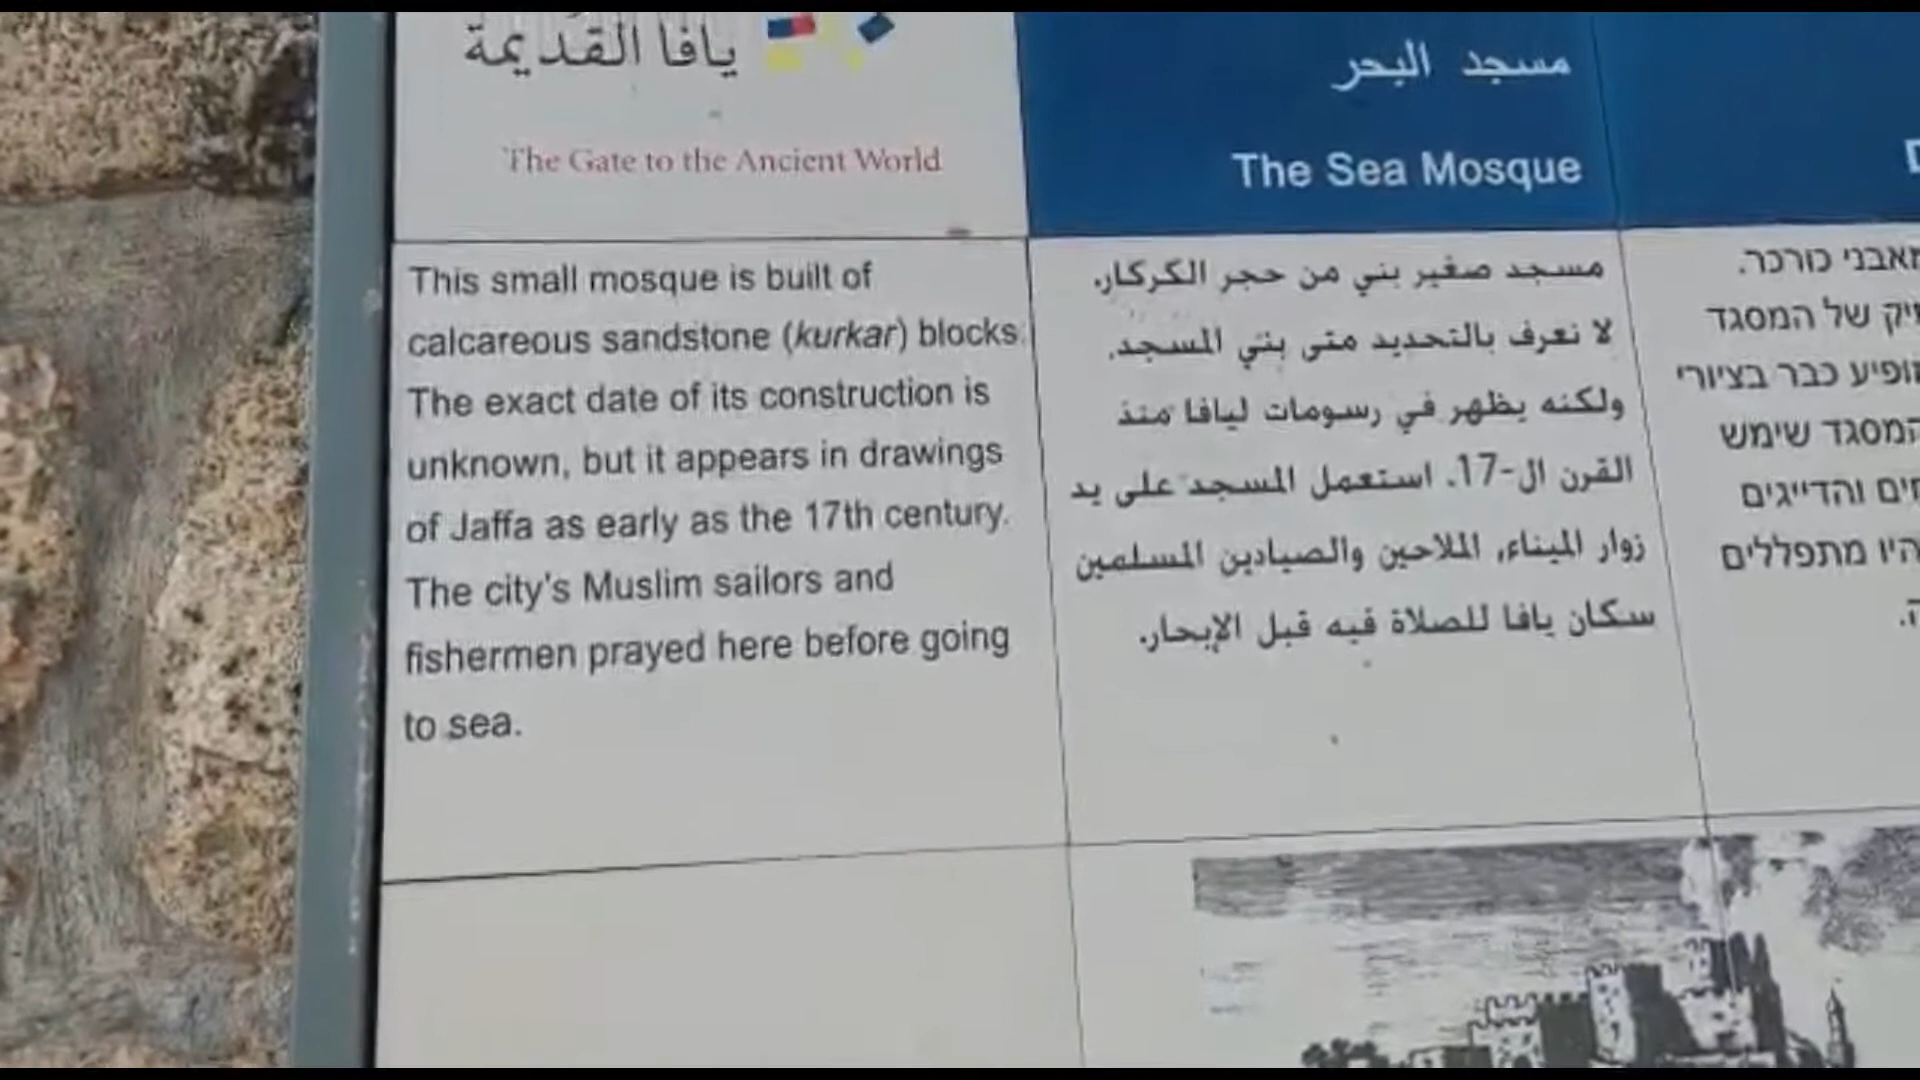 يافا القديمة
The Gate to the Ancient World
مسجد البحر
The Sea Mosque
This small mosque is built of
calcareous sandstone (kurkar) blocks.
The exact date of its construction is
unknown, but it appears in drawings
of Jaffa as early as the 17th century.
The city's Muslim sailors and
fishermen prayed here before going
to sea.
مسجد صغير بني من حجر الكركار.
لا نعرف بالتحديد متى بني المسجد،
ولكنه يظهر في رسومات ليافا منذ
القرن ال-17. استعمل المسجد على يد
زوار الميناء، الملاحين والصيادين المسلمين
سكان يافا للصلاة فيه قبل الإبحار.
מאבני כורכר.
של המסגד
מופיע כבר בציורי
המסגד שימש
והדייגים
היו מתפללים